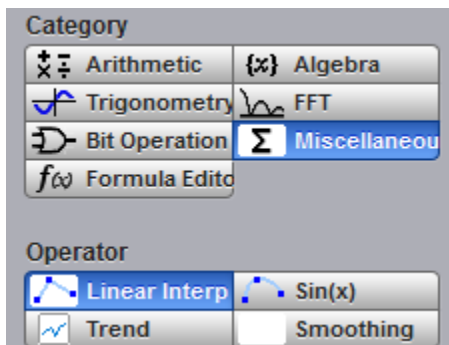 Category
Arithmetic {x} Algebra
Trigonometry FFT
Bit Operation Σ Miscellaneou
f(x) Formula Edito
Operator
Linear Interp Sin(x)
Trend Smoothing